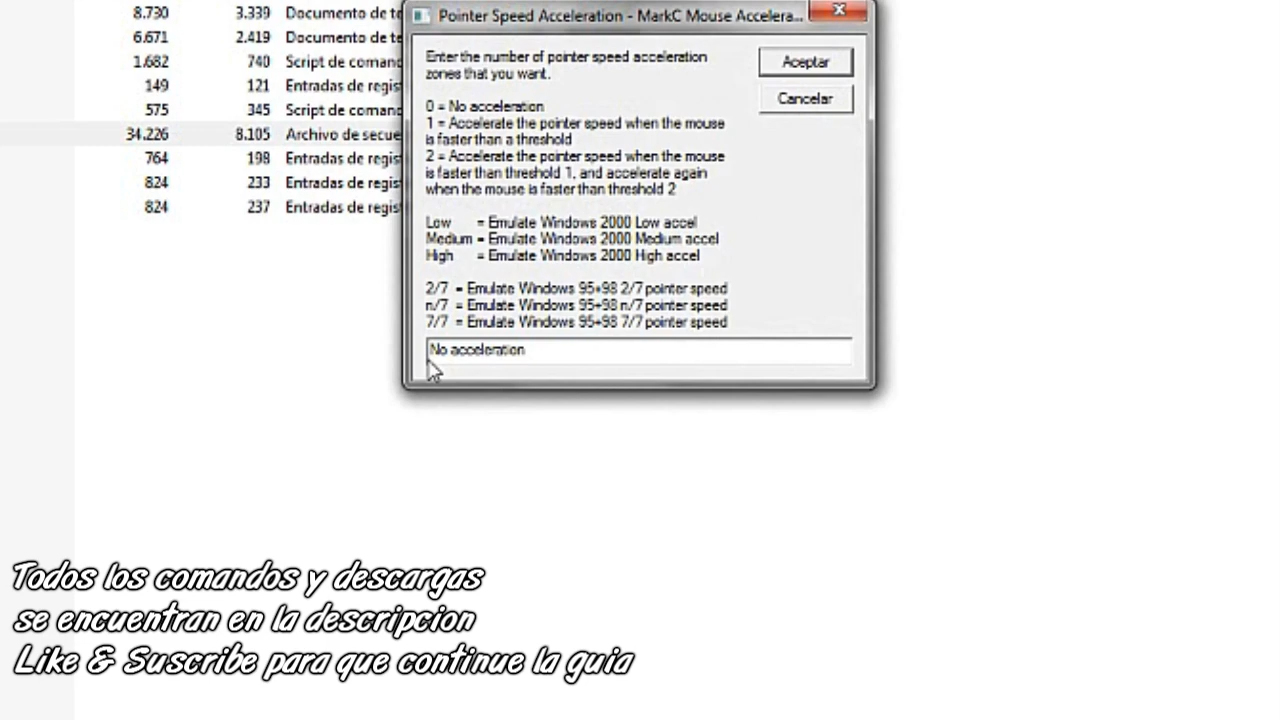 8.730 3.339 Documento de te
6.671 2.419 Documento de te
1.682 740 Script de coman
149 121 Entradas de regis
575 345 Script de coman
34.226 8.105 Archivo de secue
764 198 Entradas de regis
824 233 Entradas de regis
824 237 Entradas de regis
Pointer Speed Acceleration - MarkC Mouse Accelera...
Enter the number of pointer speed acceleration
zones that you want.
Aceptar
Cancelar
0 = No acceleration
1 = Accelerate the pointer speed when the mouse
is faster than a threshold
2 = Accelerate the pointer speed when the mouse
is faster than threshold 1, and accelerate again
when the mouse is faster than threshold 2
Low = Emulate Windows 2000 Low accel
Medium = Emulate Windows 2000 Medium accel
High = Emulate Windows 2000 High accel
2/7 = Emulate Windows 95+98 2/7 pointer speed
n/7 = Emulate Windows 95+98 n/7 pointer speed
7/7 = Emulate Windows 95+98 7/7 pointer speed
No acceleration
Todos los comandos y descargas
se encuentran en la descripcion
Like & Suscribe para que continue la guia